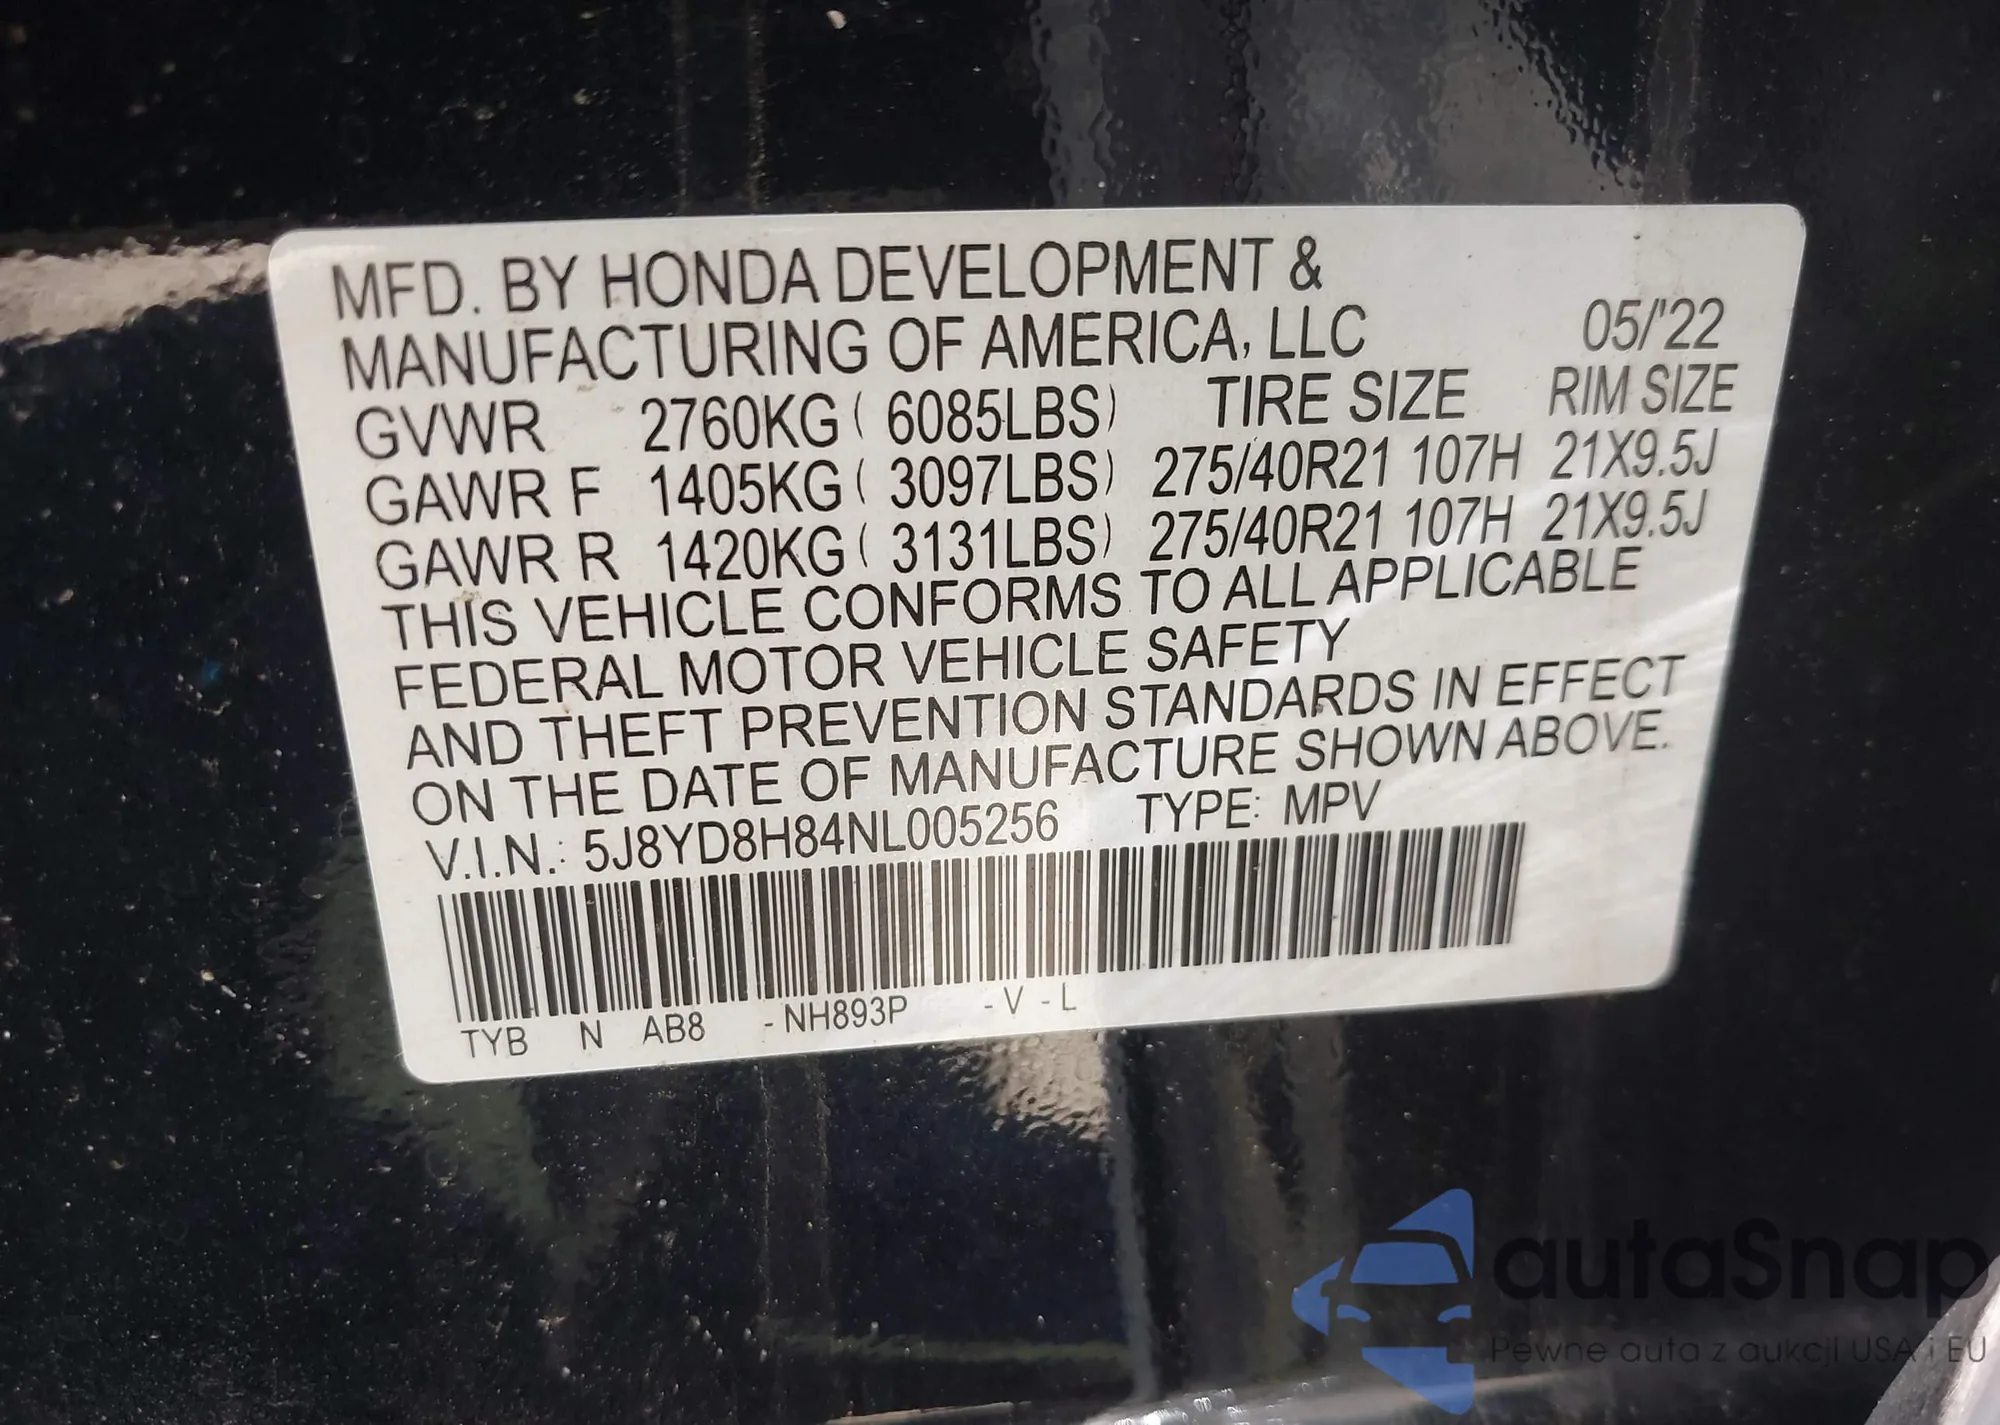 MFD. BY HONDA DEVELOPMENT &
MANUFACTURING OF AMERICA, LLC 05/'22
GVWR 2760KG ( 6085LBS) TIRE SIZE RIM SIZE
GAWR F 1405KG ( 3097LBS) 275/40R21 107H 21X9.5J
GAWR R 1420KG ( 3131LBS) 275/40R21 107H 21X9.5J
THIS VEHICLE CONFORMS TO ALL APPLICABLE
FEDERAL MOTOR VEHICLE SAFETY
AND THEFT PREVENTION STANDARDS IN EFFECT
ON THE DATE OF MANUFACTURE SHOWN ABOVE.
V.I.N.: 5J8YD8H84NL005256 TYPE: MPV
TYB N AB8 -NH893P -V -L
autaSnap
Pewne auta z aukcji USA i EU